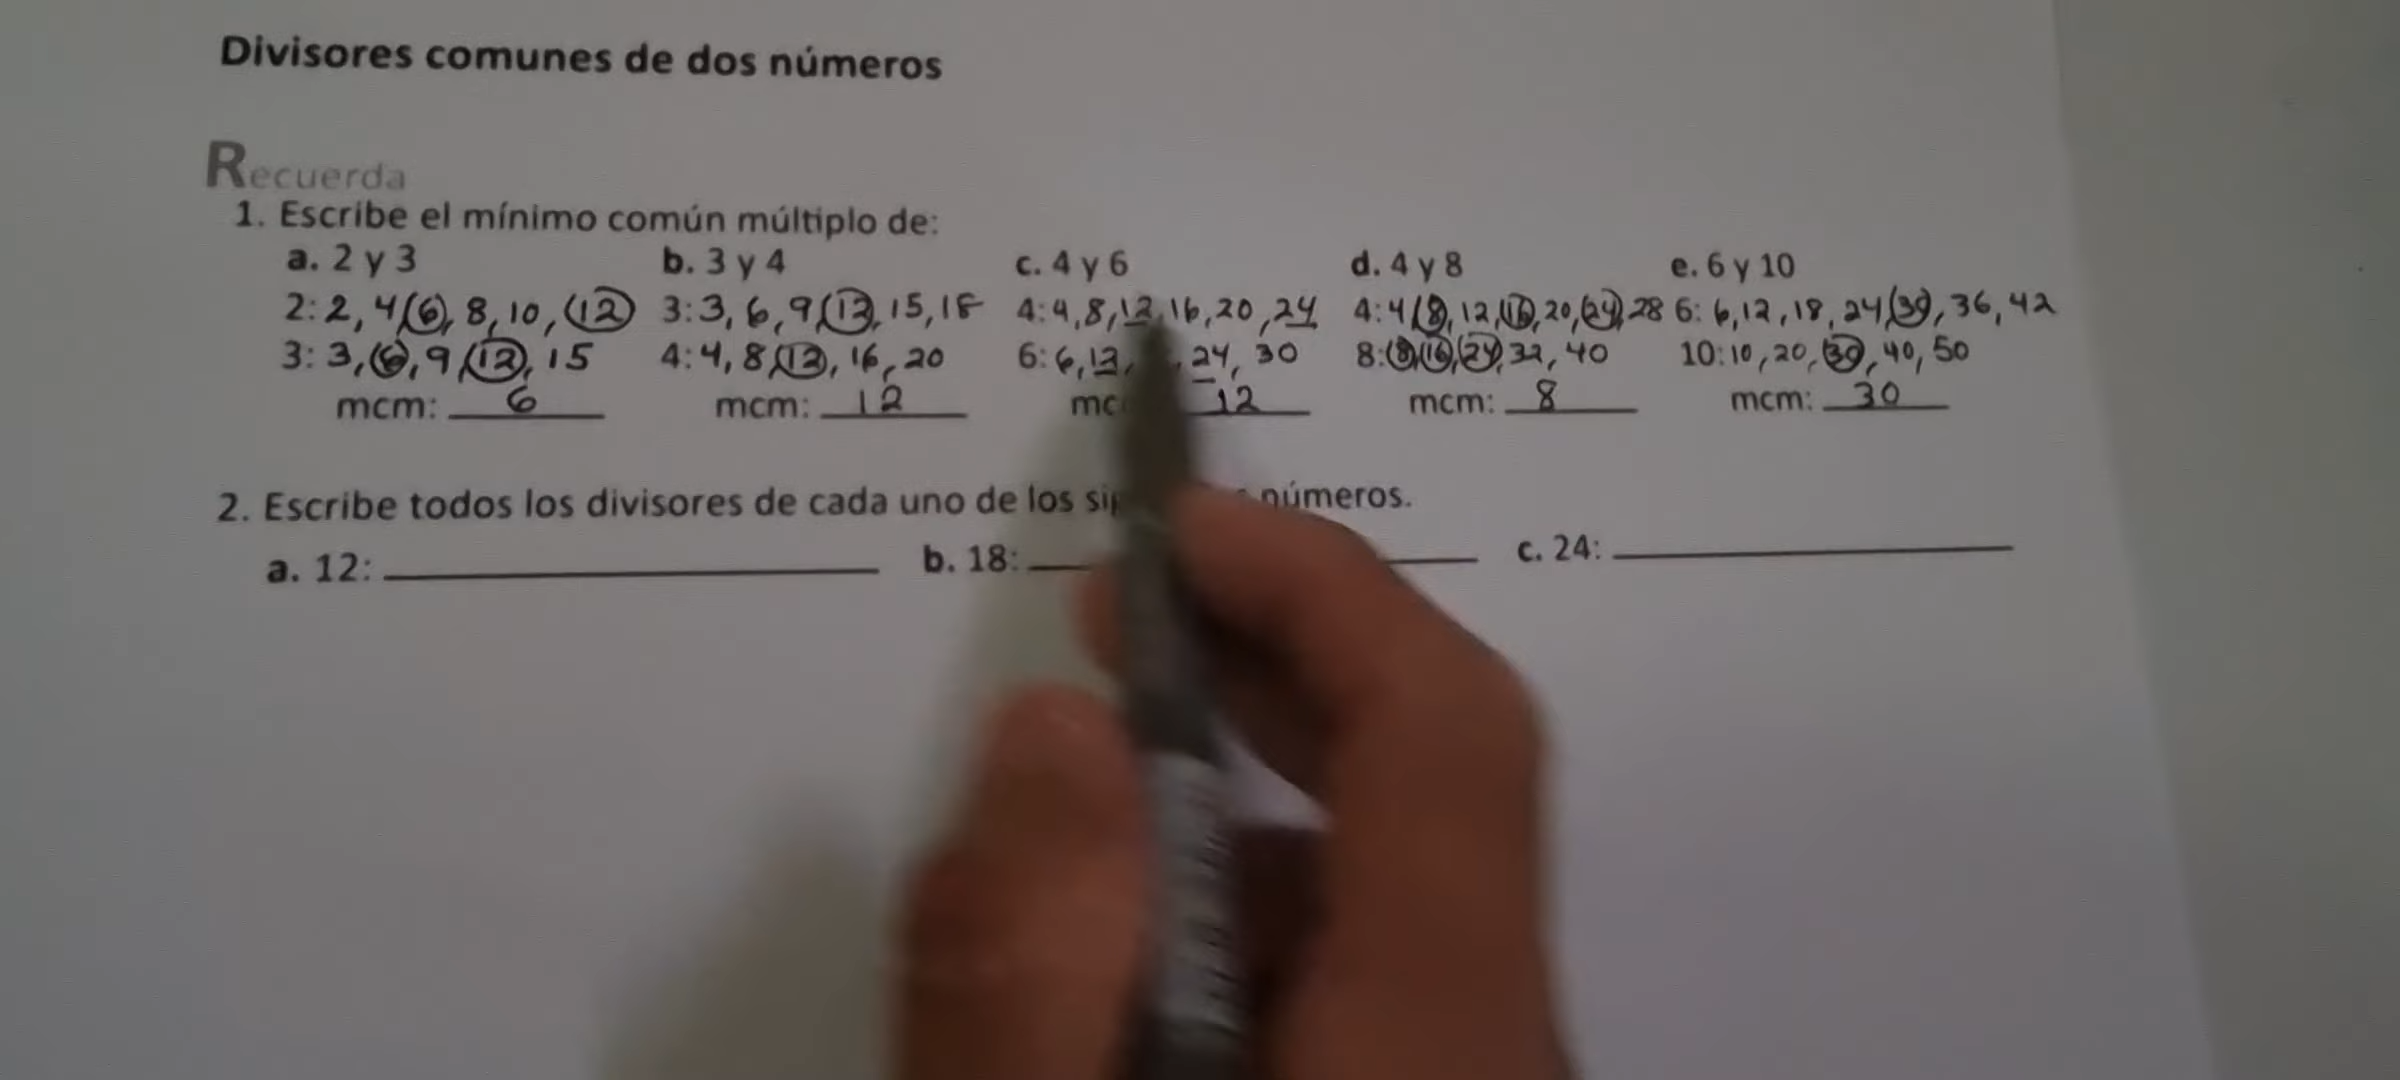 Divisores comunes de dos números
Recuerda
1. Escribe el mínimo común múltiplo de:
a. 2 y 3 b. 3 y 4 c. 4 y 6 d. 4 y 8 e. 6 y 10
2: 2, 4, 6, 8, 10, 12 3: 3, 6, 9, 12, 15, 18 4: 4, 8, 12, 16, 20, 24 4: 4, 8, 12, 16, 20, 24, 28 6: 6, 12, 18, 24, 30, 36, 42
3: 3, 6, 9, 12, 15 4: 4, 8, 12, 16, 20 6: 6, 12, 24, 30 8: 8, 16, 24, 32, 40 10: 10, 20, 30, 40, 50
mcm: 6 mcm: 12 12 mcm: 8 mcm: 30
2. Escribe todos los divisores de cada uno de los números.
a. 12: b. 18: c. 24: